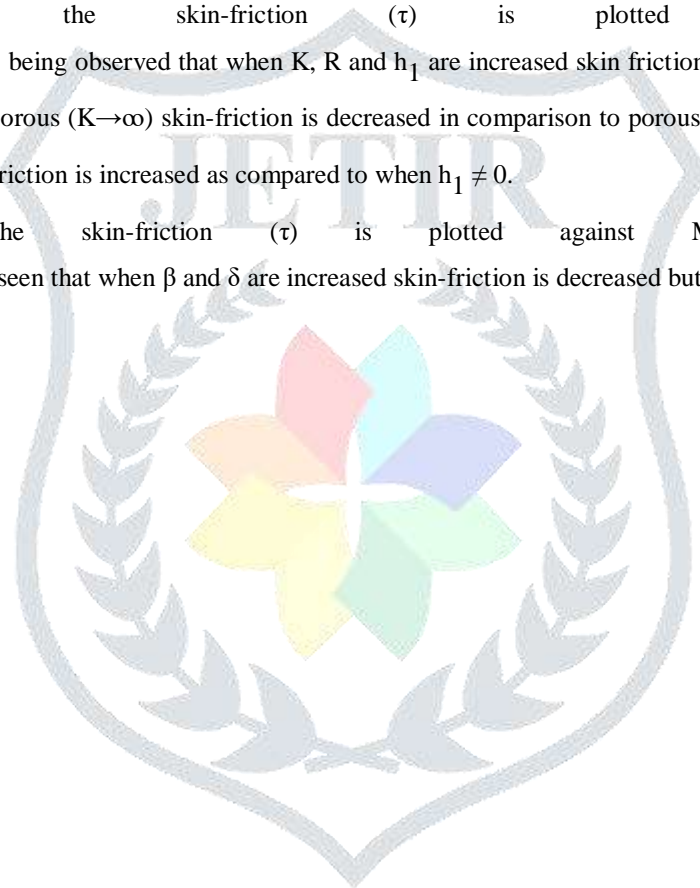 the skin-friction (τ) is plotted
being observed that when K, R and h1 are increased skin friction
orous (K→∞) skin-friction is decreased in comparison to porous
riction is increased as compared to when h1 ≠ 0.
he skin-friction (τ) is plotted against M
seen that when β and δ are increased skin-friction is decreased but
JETIR